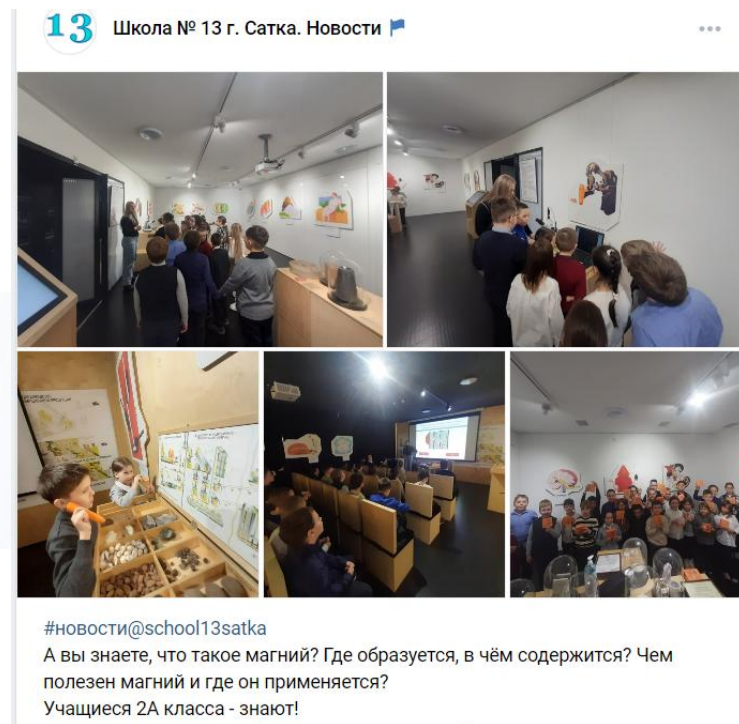 13 Школа № 13 г. Сатка. Новости
#новости@school13satka
А вы знаете, что такое магний? Где образуется, в чём содержится? Чем
полезен магний и где он применяется?
Учащиеся 2А класса - знают!